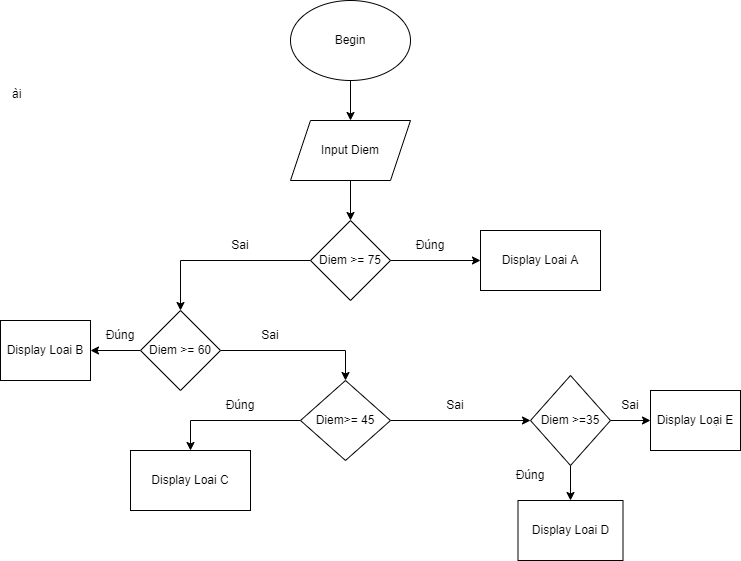 Begin
ài
Input Diem
Sai
Đúng
Diem >= 75
Display Loai A
Đúng
Sai
Display Loai B
Diem >= 60
Đúng
Sai
Sai
Diem>= 45
Diem >=35
Display Loại E
Display Loai C
Đúng
Display Loai D